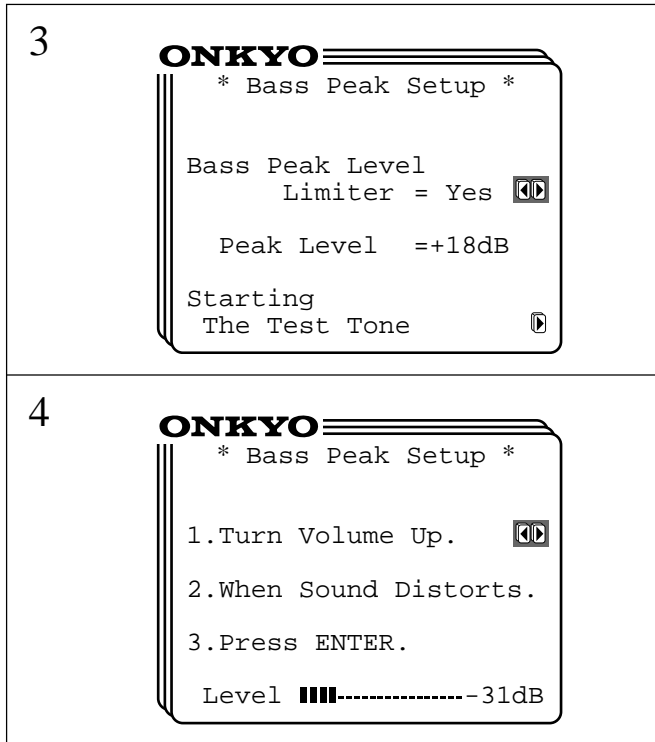 3
ONKYO
* Bass Peak Setup *
Bass Peak Level
Limiter = Yes
Peak Level =+18dB
Starting
The Test Tone
4
ONKYO
* Bass Peak Setup *
1.Turn Volume Up.
2.When Sound Distorts.
3.Press ENTER.
Level -31dB